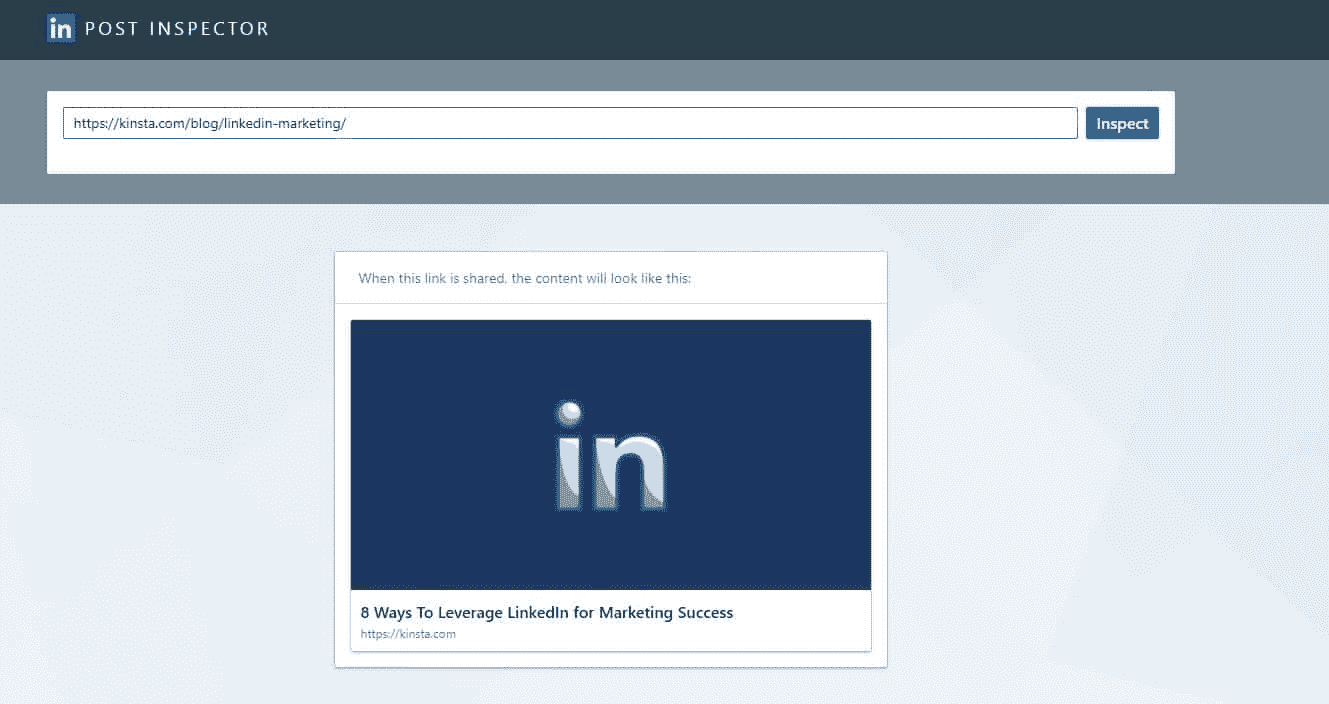 in POST INSPECTOR
https://kinsta.com/blog/linkedin-marketing/
Inspect
When this link is shared, the content will look like this:
in
8 Ways To Leverage LinkedIn for Marketing Success
https://kinsta.com